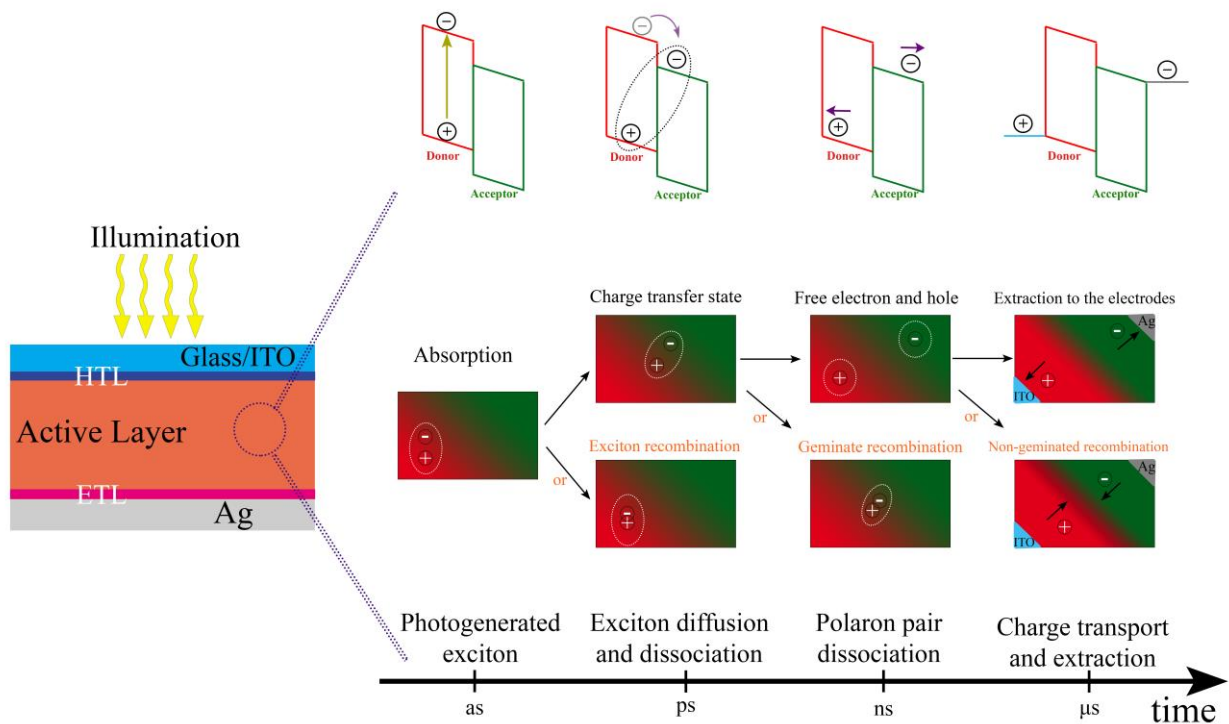 Donor
Acceptor
Donor
Acceptor
Donor
Acceptor
Donor
Acceptor
Illumination
Glass/ITO
HTL
Active Layer
ETL
Ag
Absorption
or
Charge transfer state
or
Free electron and hole
or
Extraction to the electrodes
Ag
ITO
Exciton recombination
Geminate recombination
Non-geminated recombination
Ag
ITO
Photogenerated
exciton
Exciton diffusion
and dissociation
Polaron pair
dissociation
Charge transport
and extraction
as
ps
ns
μs
time